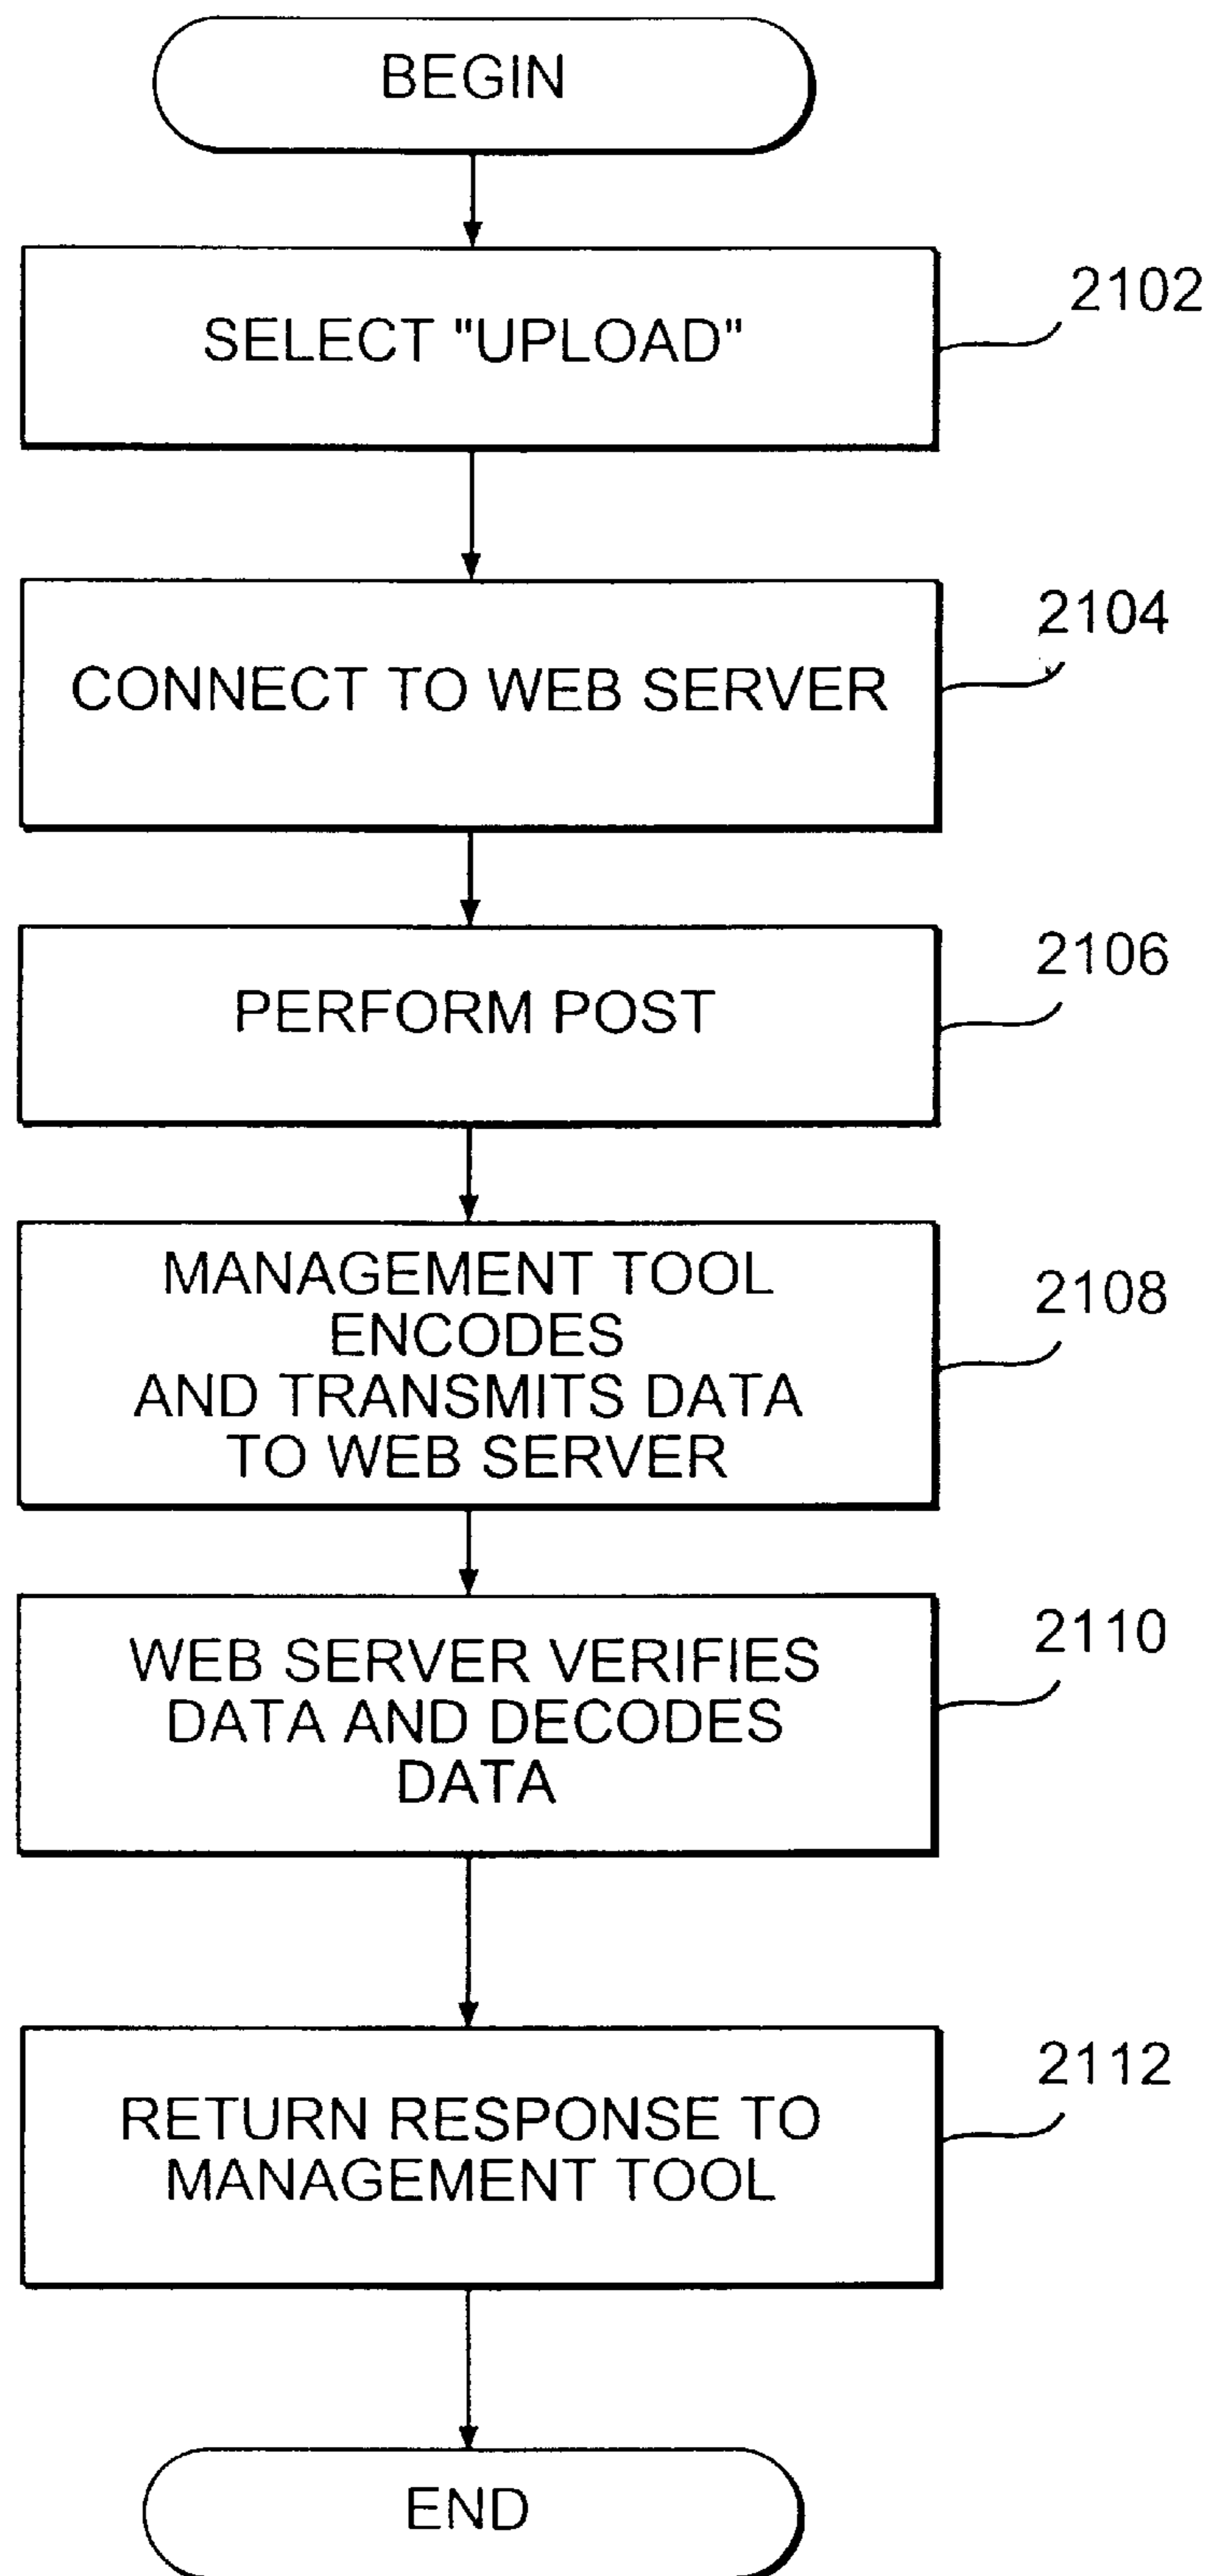 BEGIN
SELECT "UPLOAD"
2102
CONNECT TO WEB SERVER
2104
PERFORM POST
2106
MANAGEMENT TOOL
ENCODES
AND TRANSMITS DATA
TO WEB SERVER
2108
WEB SERVER VERIFIES
DATA AND DECODES
DATA
2110
RETURN RESPONSE TO
MANAGEMENT TOOL
2112
END